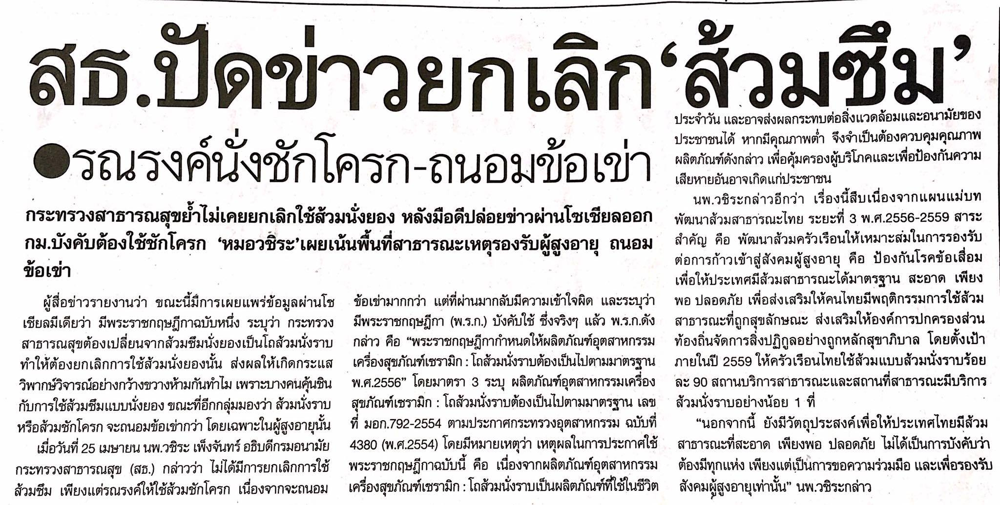 สธ.ปัดข่าวยกเลิก‘ส้วมซึม’
●รณรงค์นั่งชักโครก-ถนอมข้อเข่า
กระทรวงสาธารณสุขย้ำไม่เคยยกเลิกใช้ส้วมนั่งยอง หลังมือดีปล่อยข่าวผ่านโซเชียลออก
กม.บังคับต้องใช้ชักโครก ‘หมอวชิระ’เผยเน้นพื้นที่สาธารณะเหตุรองรับผู้สูงอายุ ถนอม
ข้อเข่า
ผู้สื่อข่าวรายงานว่า ขณะนี้มีการเผยแพร่ข้อมูลผ่านโซ
เชียลมีเดียว่า มีพระราชกฤษฎีกาฉบับหนึ่ง ระบุว่า กระทรวง
สาธารณสุขต้องเปลี่ยนจากส้วมซึมนั่งยองเป็นโถส้วมนั่งราบ
ทำให้ต้องยกเลิกการใช้ส้วมนั่งยองนั้น ส่งผลให้เกิดกระแส
วิพากษ์วิจารณ์อย่างกว้างขวางห้ามกันทำไม เพราะบางคนคุ้นชิน
กับการใช้ส้วมซึมแบบนั่งยอง ขณะที่อีกกลุ่มมองว่า ส้วมนั่งราบ
หรือส้วมชักโครก จะถนอมข้อเข่ากว่า โดยเฉพาะในผู้สูงอายุนั้น
เมื่อวันที่ 25 เมษายน นพ.วชิระ เพ็งจันทร์ อธิบดีกรมอนามัย
กระทรวงสาธารณสุข (สธ.) กล่าวว่า ไม่ได้มีการยกเลิกการใช้
ส้วมซึม เพียงแต่รณรงค์ให้ใช้ส้วมชักโครก เนื่องจากจะถนอม
ข้อเข่ามากกว่า แต่ที่ผ่านมากลับมีความเข้าใจผิด และระบุว่า
มีพระราชกฤษฎีกา (พ.ร.ก.) บังคับใช้ ซึ่งจริงๆ แล้ว พ.ร.ก.ดัง
กล่าว คือ “พระราชกฤษฎีกากำหนดให้ผลิตภัณฑ์อุตสาหกรรม
เครื่องสุขภัณฑ์เซรามิก : โถส้วมนั่งราบต้องเป็นไปตามมาตรฐาน
พ.ศ.2556” โดยมาตรา 3 ระบุ ผลิตภัณฑ์อุตสาหกรรมเครื่อง
สุขภัณฑ์เซรามิก : โถส้วมนั่งราบต้องเป็นไปตามมาตรฐาน เลข
ที่ มอก.792-2554 ตามประกาศกระทรวงอุตสาหกรรม ฉบับที่
4380 (พ.ศ.2554) โดยมีหมายเหตุว่า เหตุผลในการประกาศใช้
พระราชกฤษฎีกาฉบับนี้ คือ เนื่องจากผลิตภัณฑ์อุตสาหกรรม
เครื่องสุขภัณฑ์เซรามิก : โถส้วมนั่งราบเป็นผลิตภัณฑ์ที่ใช้ในชีวิต
ประจำวัน และอาจส่งผลกระทบต่อสิ่งแวดล้อมและอนามัยของ
ประชาชนได้ หากมีคุณภาพต่ำ จึงจำเป็นต้องควบคุมคุณภาพ
ผลิตภัณฑ์ดังกล่าว เพื่อคุ้มครองผู้บริโภคและเพื่อป้องกันความ
เสียหายอันอาจเกิดแก่ประชาชน
นพ.วชิระกล่าวอีกว่า เรื่องนี้สืบเนื่องจากแผนแม่บท
พัฒนาส้วมสาธารณะไทย ระยะที่ 3 พ.ศ.2556-2559 สาระ
สำคัญ คือ พัฒนาส้วมครัวเรือนให้เหมาะสมในการรองรับ
ต่อการก้าวเข้าสู่สังคมผู้สูงอายุ คือ ป้องกันโรคข้อเสื่อม
เพื่อให้ประเทศมีส้วมสาธารณะได้มาตรฐาน สะอาด เพียง
พอ ปลอดภัย เพื่อส่งเสริมให้คนไทยมีพฤติกรรมการใช้ส้วม
สาธารณะที่ถูกสุขลักษณะ ส่งเสริมให้องค์การปกครองส่วน
ท้องถิ่นจัดการสิ่งปฏิกูลอย่างถูกหลักสุขาภิบาล โดยตั้งเป้า
ภายในปี 2559 ให้ครัวเรือนไทยใช้ส้วมแบบส้วมนั่งราบร้อย
ละ 90 สถานบริการสาธารณะและสถานที่สาธารณะมีบริการ
ส้วมนั่งราบอย่างน้อย 1 ที่
“นอกจากนี้ ยังมีวัตถุประสงค์เพื่อให้ประเทศไทยมีส้วม
สาธารณะที่สะอาด เพียงพอ ปลอดภัย ไม่ได้เป็นการบังคับว่า
ต้องมีทุกแห่ง เพียงแต่เป็นการขอความร่วมมือ และเพื่อรองรับ
สังคมผู้สูงอายุเท่านั้น” นพ.วชิระกล่าว